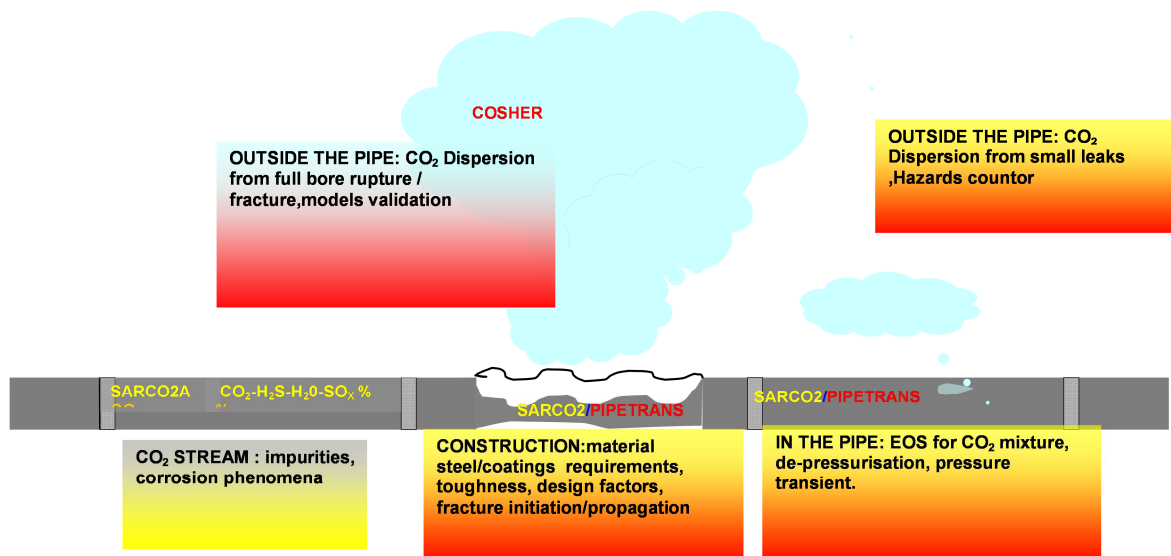 COSHER
OUTSIDE THE PIPE: CO₂ Dispersion
from full bore rupture /
fracture,models validation
OUTSIDE THE PIPE: CO₂
Dispersion from small leaks
,Hazards countor
SARCO2A
CO₂-H₂S-H₂0-SOₓ %
%
SARCO2/PIPETRANS
SARCO2/PIPETRANS
CO₂ STREAM : impurities,
corrosion phenomena
CONSTRUCTION:material
steel/coatings requirements,
toughness, design factors,
fracture initiation/propagation
IN THE PIPE: EOS for CO₂ mixture,
de-pressurisation, pressure
transient.